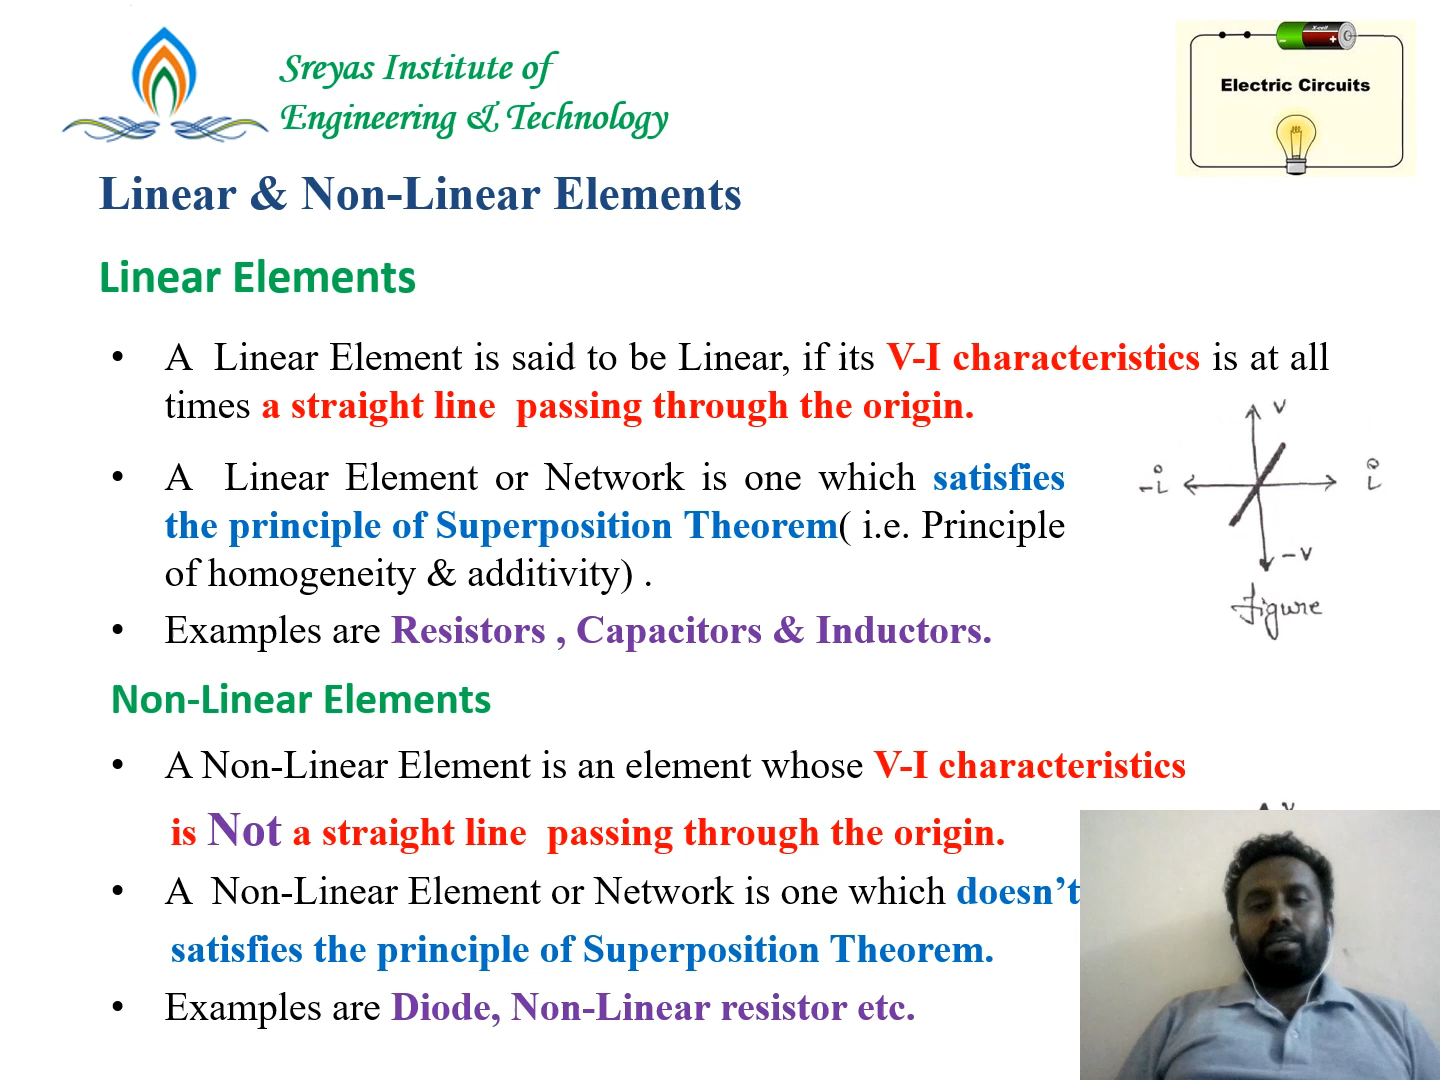 Sreyas Institute of
Engineering & Technology
X-cell
- +
Electric Circuits
Linear & Non-Linear Elements
Linear Elements
• A Linear Element is said to be Linear, if its V-I characteristics is at all
times a straight line passing through the origin.
• A Linear Element or Network is one which satisfies
the principle of Superposition Theorem( i.e. Principle
of homogeneity & additivity) .
• Examples are Resistors , Capacitors & Inductors.
v
-i i
-v
Figure
Non-Linear Elements
• A Non-Linear Element is an element whose V-I characteristics
is Not a straight line passing through the origin.
• A Non-Linear Element or Network is one which doesn’t
satisfies the principle of Superposition Theorem.
• Examples are Diode, Non-Linear resistor etc.